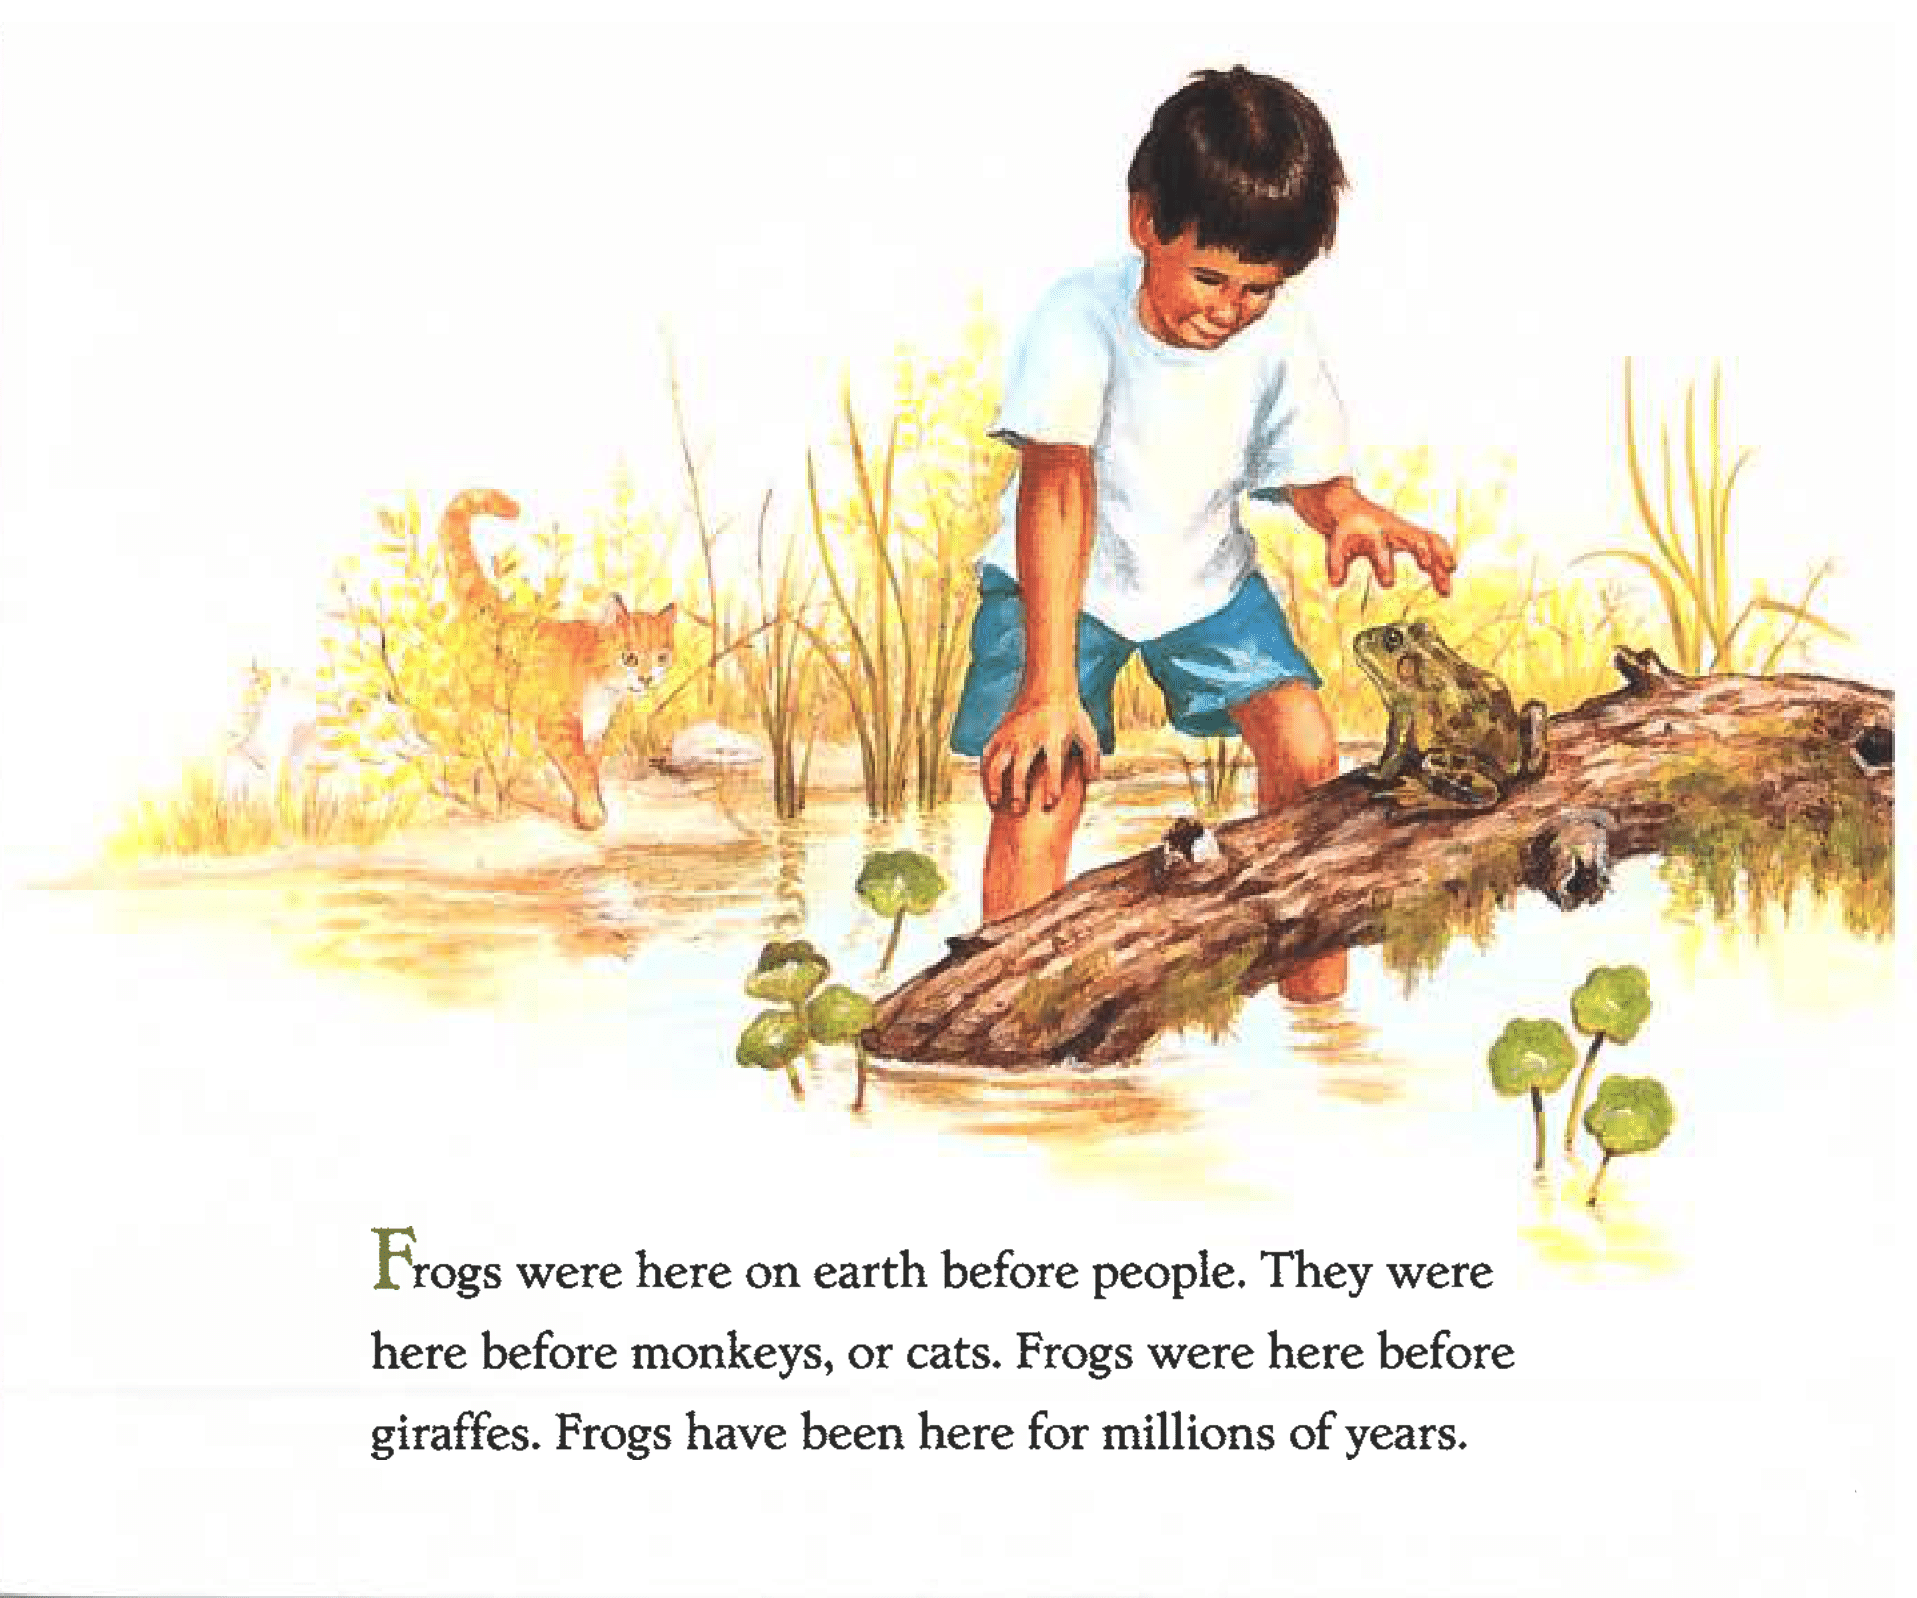 Frogs were here on earth before people. They were
here before monkeys, or cats. Frogs were here before
giraffes. Frogs have been here for millions of years.